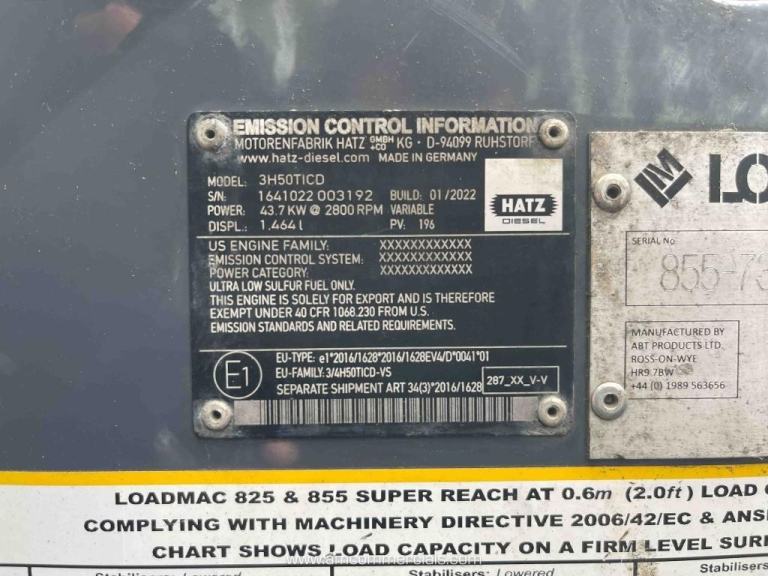 EMISSION CONTROL INFORMATION
MOTORENFABRIK HATZ GMBH +CO KG · D-94099 RUHSTORF
www.hatz-diesel.com MADE IN GERMANY
MODEL: 3H50TICD
S/N: 1641022 003192 BUILD: 01/2022
POWER: 43.7 KW @ 2800 RPM VARIABLE
DISPL.: 1.464 l PV: 196
HATZ
DIESEL
US ENGINE FAMILY: XXXXXXXXXXXX
EMISSION CONTROL SYSTEM: XXXXXXXXXXXX
POWER CATEGORY: XXXXXXXXXXXX
ULTRA LOW SULFUR FUEL ONLY.
THIS ENGINE IS SOLELY FOR EXPORT AND IS THEREFORE
EXEMPT UNDER 40 CFR 1068.230 FROM U.S.
EMISSION STANDARDS AND RELATED REQUIREMENTS.
E1
EU-TYPE: e1*2016/1628*2016/1628EV4/D*0041*01
EU-FAMILY: 3/4H50TICD-VS
SEPARATE SHIPMENT ART 34(3)*2016/1628
287_XX_V-V
LM LO
SERIAL No
855-73
MANUFACTURED BY
ABT PRODUCTS LTD.
ROSS-ON-WYE
HR9 7BW
+44 (0) 1989 563656
LOADMAC 825 & 855 SUPER REACH AT 0.6m (2.0ft) LOAD
COMPLYING WITH MACHINERY DIRECTIVE 2006/42/EC & ANS
CHART SHOWS LOAD CAPACITY ON A FIRM LEVEL SUR
www.amcommercials.com
Stabilisers: Lowered Stabilisers: Lowered Stabilisers